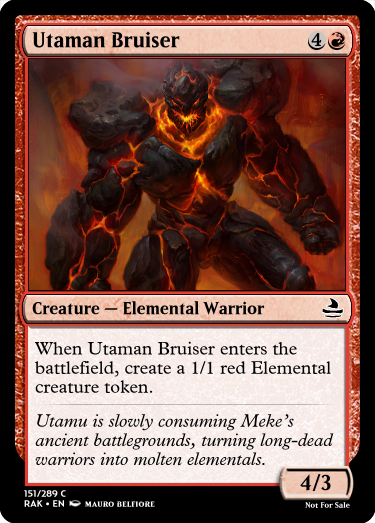 Utaman Bruiser 4
Creature — Elemental Warrior
When Utaman Bruiser enters the
battlefield, create a 1/1 red Elemental
creature token.
Utamu is slowly consuming Meke's
ancient battlegrounds, turning long-dead
warriors into molten elementals.
4/3
151/289 C
RAK • EN MAURO BELFIORE
Not For Sale